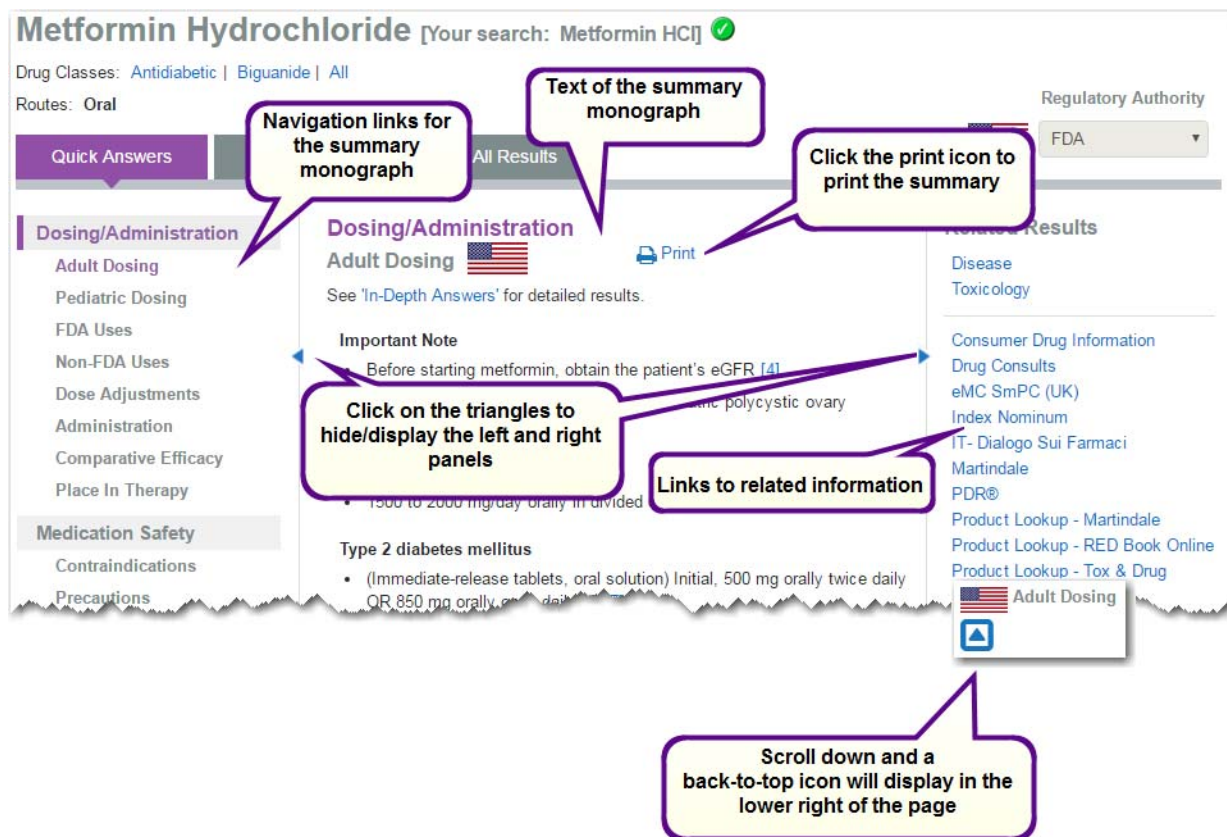 Metformin Hydrochloride [Your search: Metformin HCl]
Drug Classes: Antidiabetic | Biguanide | All
Routes: Oral
Regulatory Authority
FDA
Quick Answers
All Results
Navigation links for
the summary
monograph
Text of the summary
monograph
Click the print icon to
print the summary
Dosing/Administration
Adult Dosing
Pediatric Dosing
FDA Uses
Non-FDA Uses
Dose Adjustments
Administration
Comparative Efficacy
Place In Therapy
Medication Safety
Contraindications
Precautions
Dosing/Administration
Adult Dosing
Print
See 'In-Depth Answers' for detailed results.
Important Note
• Before starting metformin, obtain the patient's eGFR [4]
polycystic ovary
Click on the triangles to
hide/display the left and right
panels
• 1500 to 2000 mg/day orally in divided
Type 2 diabetes mellitus
• (Immediate-release tablets, oral solution) Initial, 500 mg orally twice daily
OR 850 mg orally
Related Results
Disease
Toxicology
Consumer Drug Information
Drug Consults
eMC SmPC (UK)
Index Nominum
IT- Dialogo Sui Farmaci
Martindale
PDR®
Product Lookup - Martindale
Product Lookup - RED Book Online
Product Lookup - Tox & Drug
Links to related information
Adult Dosing
Scroll down and a
back-to-top icon will display in the
lower right of the page